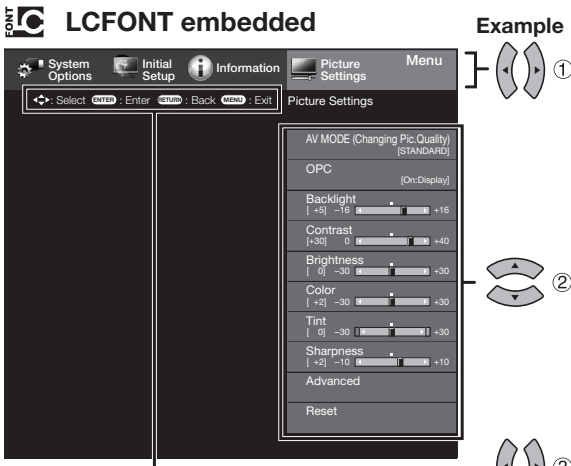 FONT LC LCFONT embedded
Example
System Options
Initial Setup
Information
Picture Settings
Menu
①
: Select ENTER : Enter RETURN : Back MENU : Exit
Picture Settings
AV MODE (Changing Pic.Quality)
[STANDARD]
OPC
[On:Display]
Backlight
[ +5] –16 +16
Contrast
[+30] 0 +40
Brightness
[ 0] –30 +30
②
Color
[ +2] –30 +30
Tint
[ 0] –30 +30
Sharpness
[ +2] –10 +10
Advanced
Reset